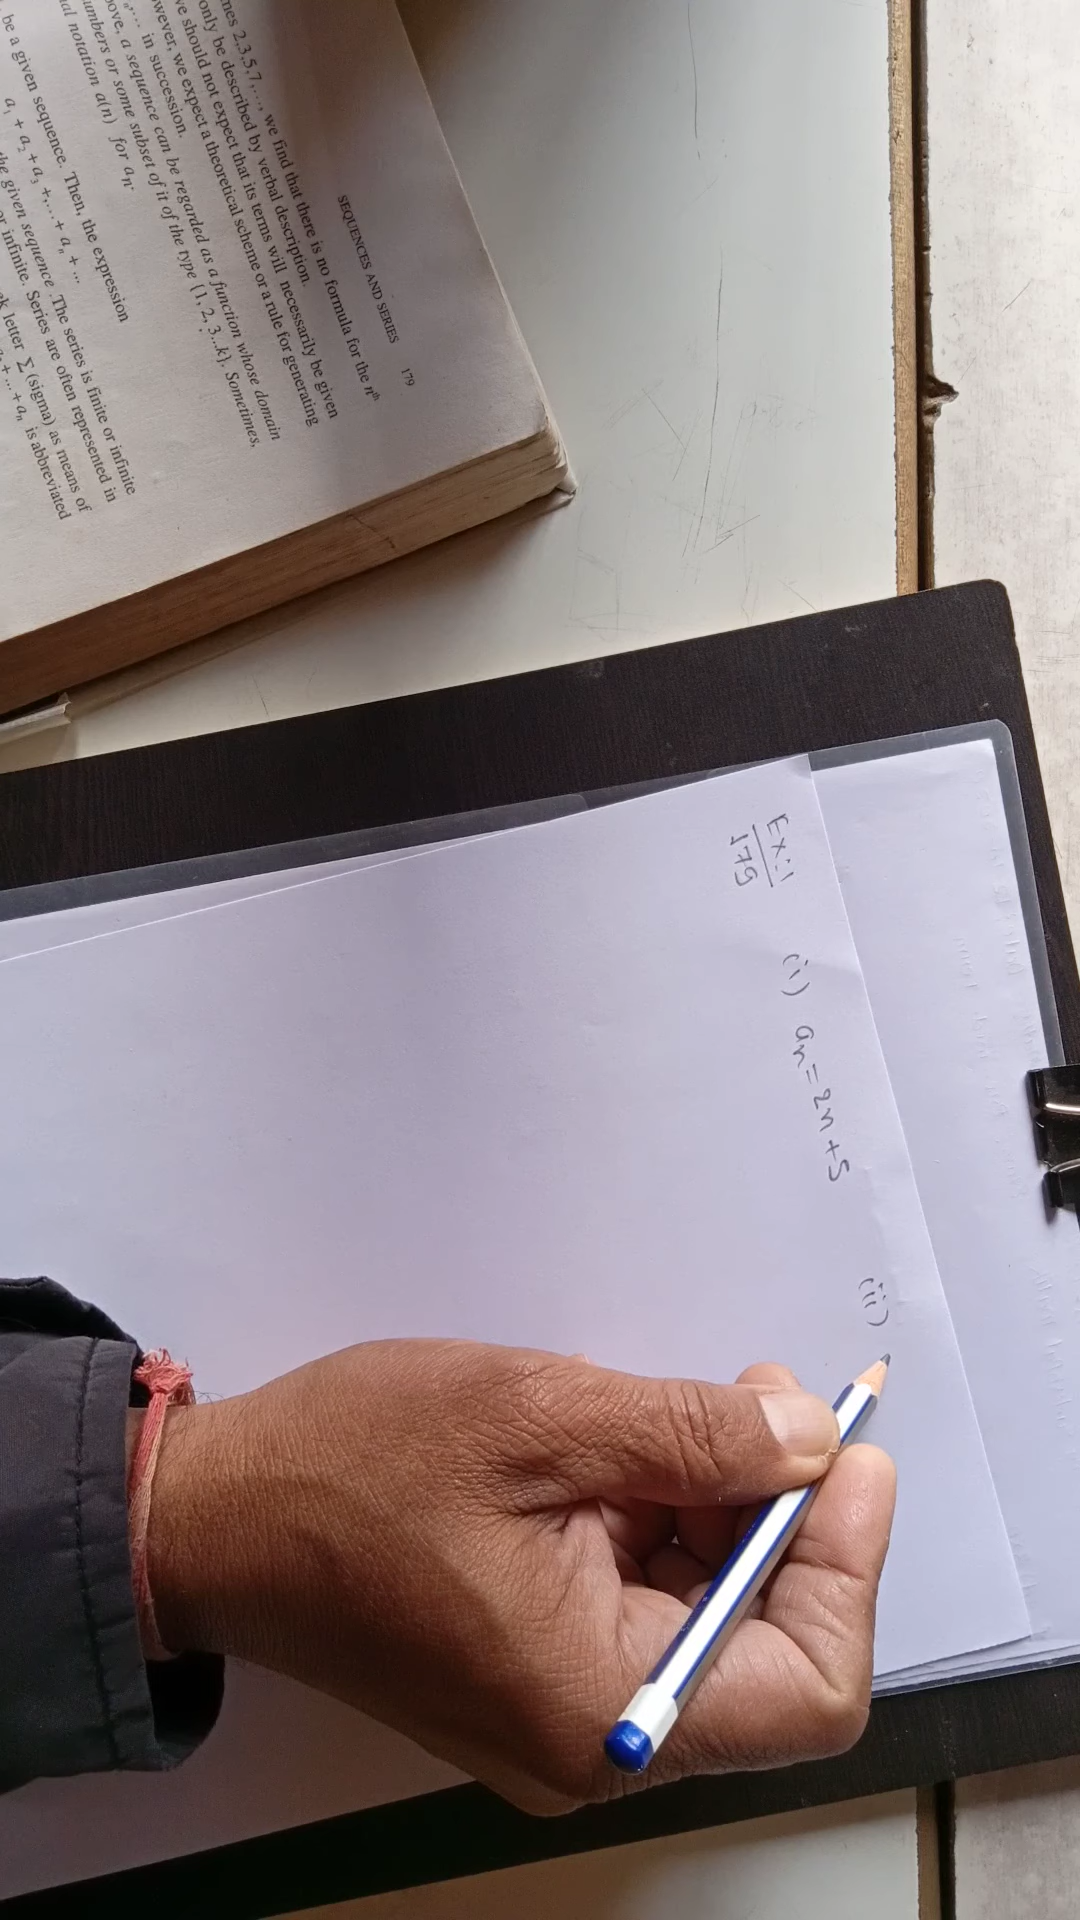 SEQUENCES AND SERIES 179
mes 2,3,5,7,..., we find that there is no formula for the nth
only be described by verbal description.
we should not expect that its terms will necessarily be given
wever, we expect a theoretical scheme or a rule for generating
... in succession.
ove, a sequence can be regarded as a function whose domain
umbers or some subset of it of the type {1, 2, 3...k}. Sometimes,
al notation a(n) for an.
be a given sequence. Then, the expression
a1 + a2 + a3 +,...+ an + ...
the given sequence .The series is finite or infinite
or infinite. Series are often represented in
letter ∑ (sigma) as means of
+ ... + an is abbreviated
Ex:1 (i) an = 2n + 5 (ii)
179